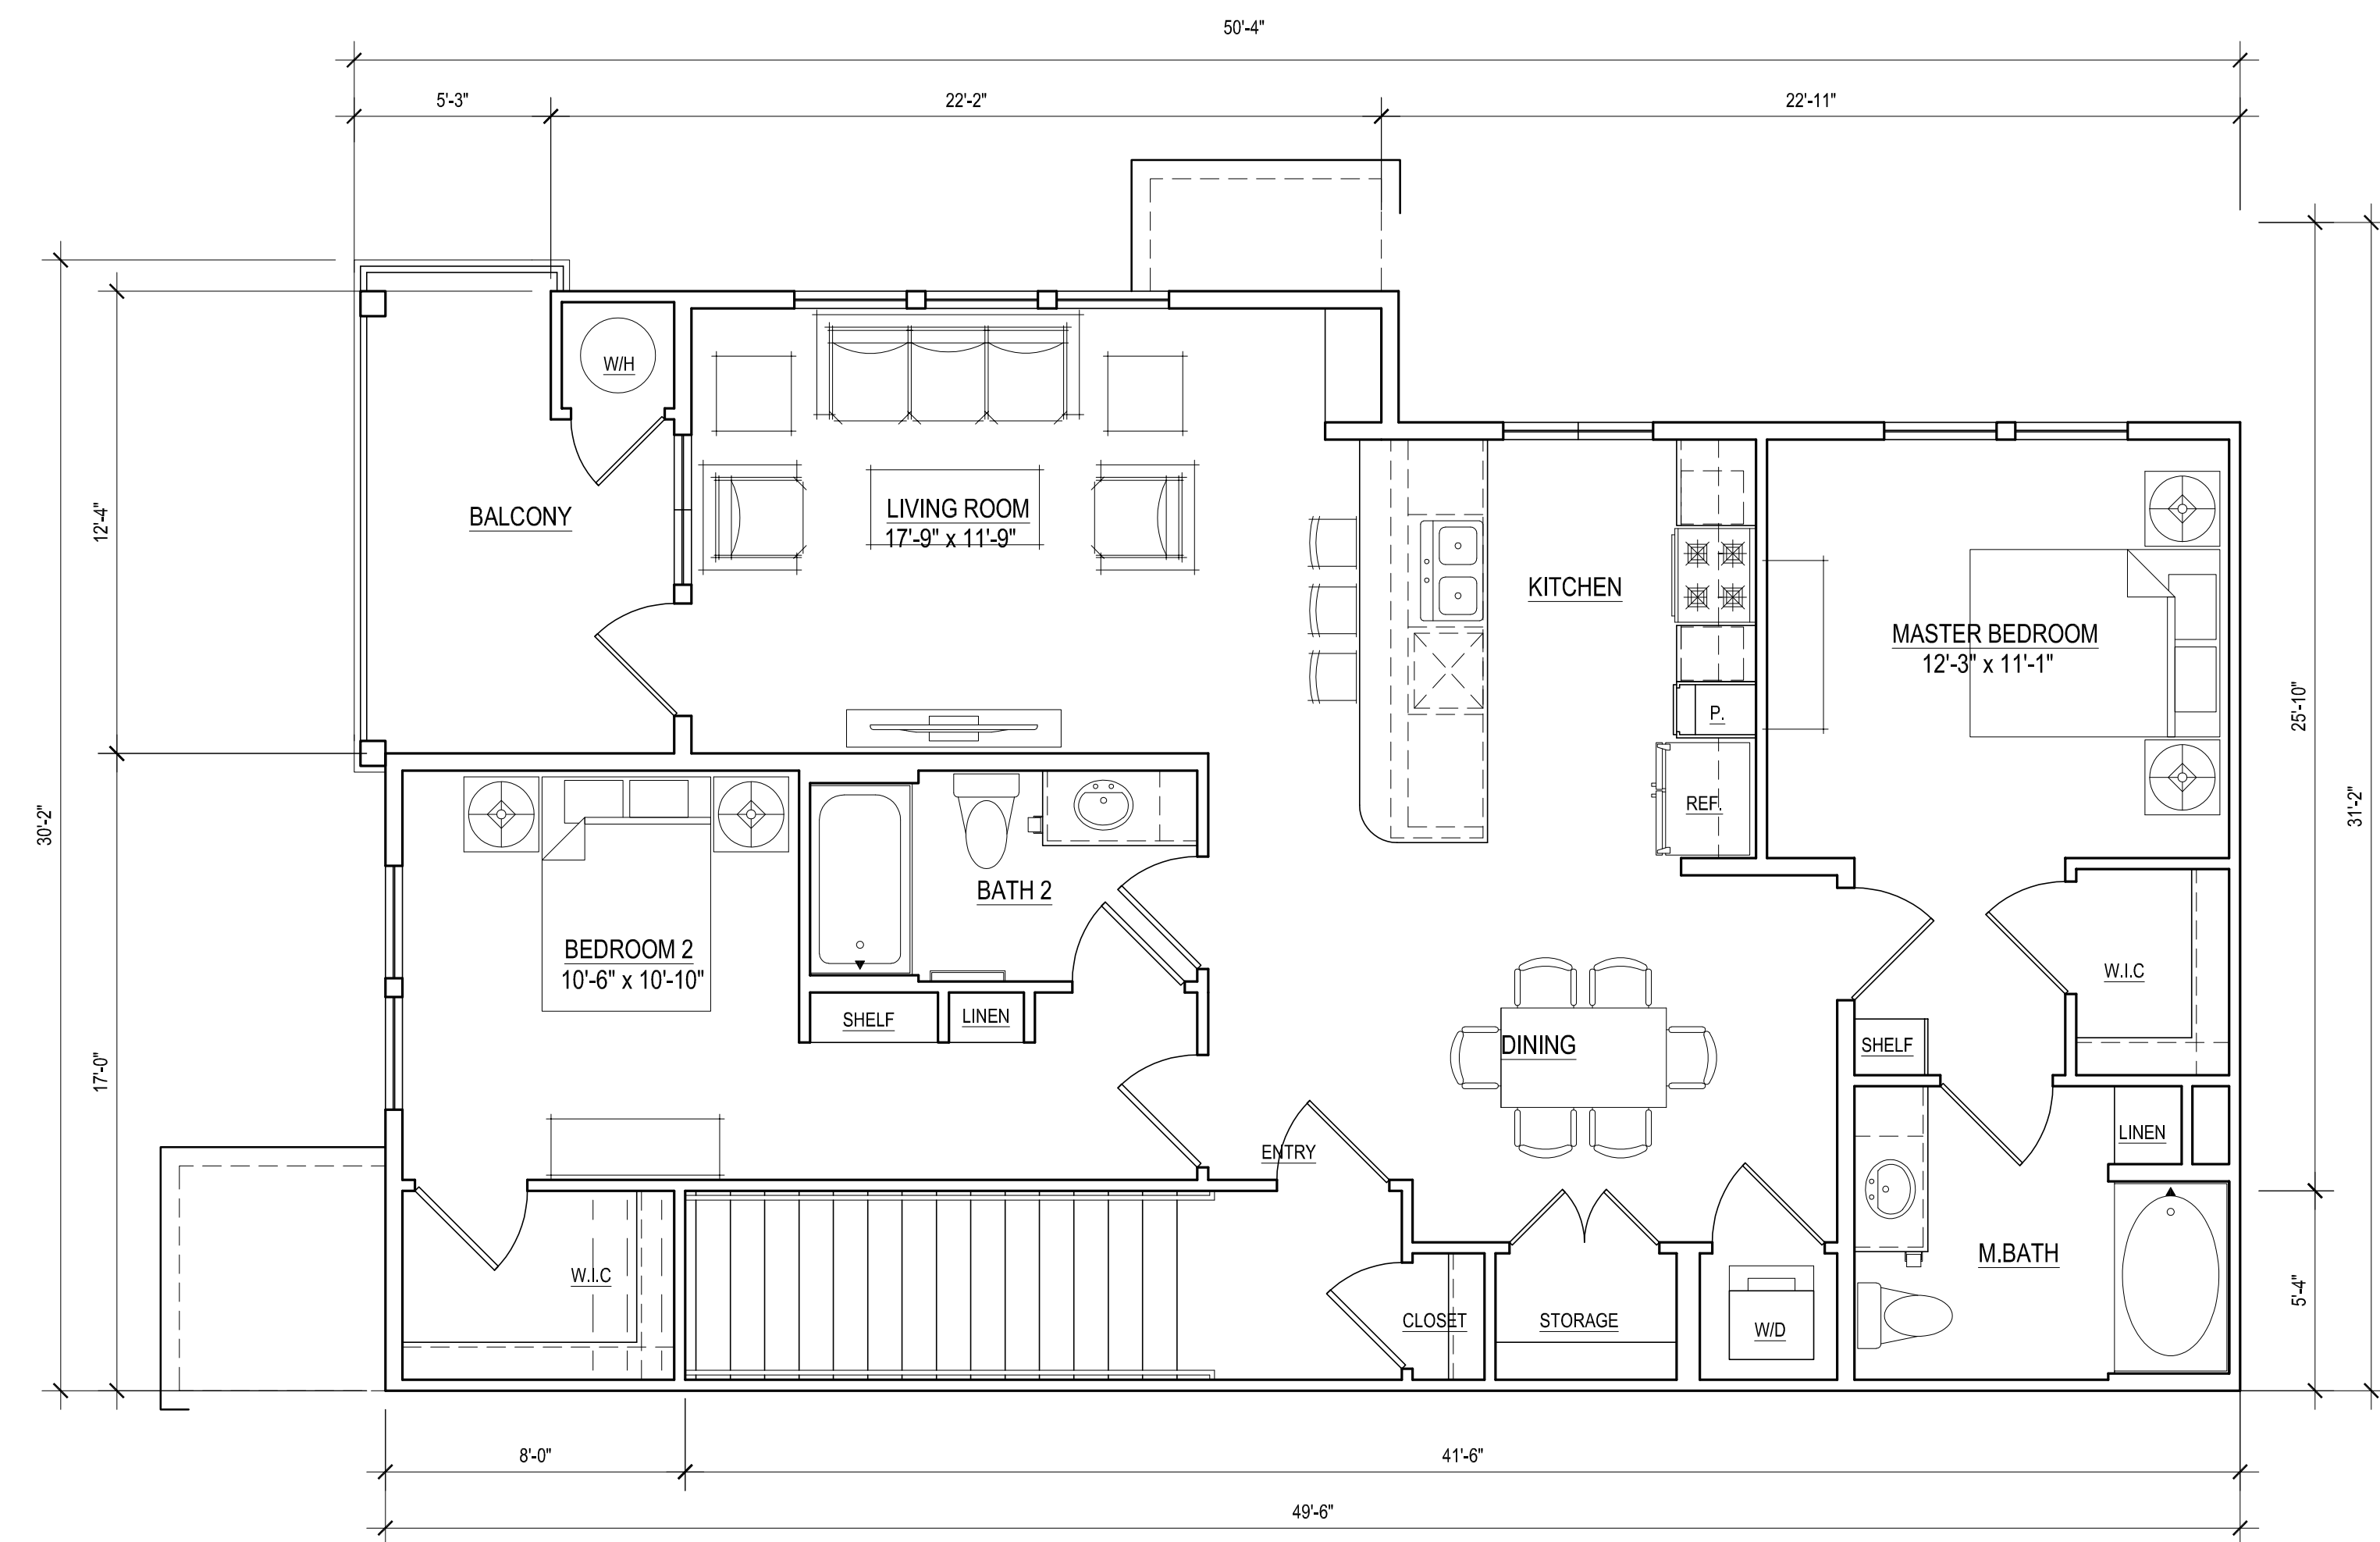 50'-4"
5'-3"
22'-2"
22'-11"
W/H
BALCONY
LIVING ROOM
17'-9" x 11'-9"
KITCHEN
MASTER BEDROOM
12'-3" x 11'-1"
12'-4"
25'-10"
P.
REF.
30'-2"
31'-2"
BATH 2
BEDROOM 2
10'-6" x 10'-10"
W.I.C
SHELF
LINEN
DINING
SHELF
17'-0"
LINEN
ENTRY
M.BATH
W.I.C
5'-4"
CLOSET
STORAGE
W/D
8'-0"
41'-6"
49'-6"